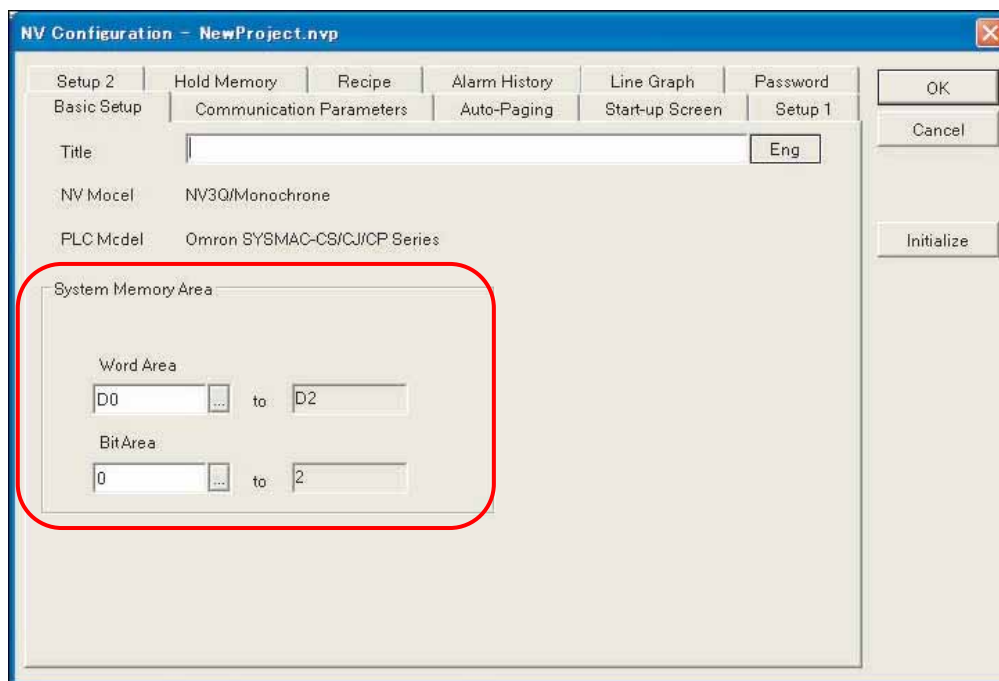 NV Configuration - NewProject.nvp
Setup 2 Hold Memory Recipe Alarm History Line Graph Password
Basic Setup Communication Parameters Auto-Paging Start-up Screen Setup 1
OK
Cancel
Initialize
Title Eng
NV Mocel NV3Q/Monochrone
PLC Mcdel Omron SYSMAC-CS/CJ/CP Series
System Memory Area
Word Area
D0 ... to D2
BitArea
0 ... to 2